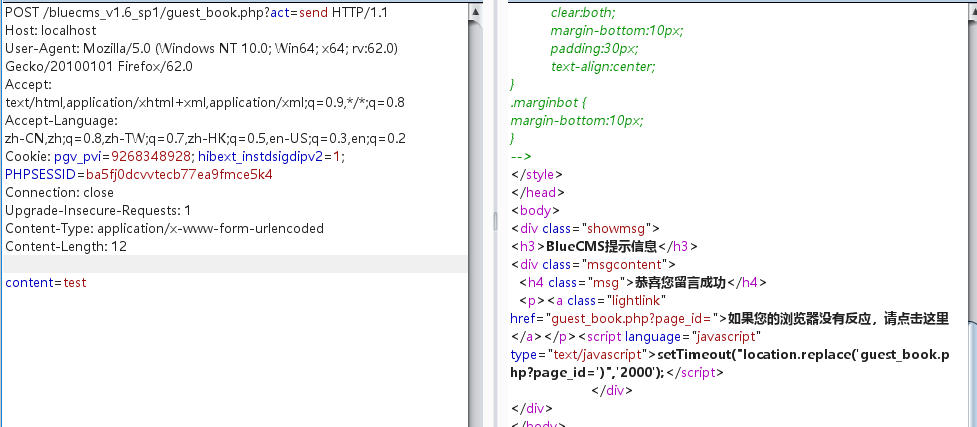 POST /bluecms_v1.6_sp1/guest_book.php?act=send HTTP/1.1
Host: localhost
User-Agent: Mozilla/5.0 (Windows NT 10.0; Win64; x64; rv:62.0)
Gecko/20100101 Firefox/62.0
Accept:
text/html,application/xhtml+xml,application/xml;q=0.9,*/*;q=0.8
Accept-Language:
zh-CN,zh;q=0.8,zh-TW;q=0.7,zh-HK;q=0.5,en-US;q=0.3,en;q=0.2
Cookie: pgv_pvi=9268348928; hibext_instdsigdipv2=1;
PHPSESSID=ba5fj0dcvvtecb77ea9fmce5k4
Connection: close
Upgrade-Insecure-Requests: 1
Content-Type: application/x-www-form-urlencoded
Content-Length: 12
content=test
clear:both;
margin-bottom:10px;
padding:30px;
text-align:center;
}
.marginbot {
margin-bottom:10px;
}
-->
</style>
</head>
<body>
<div class="showmsg">
<h3>BlueCMS提示信息</h3>
<div class="msgcontent">
<h4 class="msg">恭喜您留言成功</h4>
<p><a class="lightlink"
href="guest_book.php?page_id=">如果您的浏览器没有反应，请点击这里
</a></p><script language="javascript"
type="text/javascript">setTimeout("location.replace('guest_book.p
hp?page_id=')",'2000');</script>
</div>
</div>
</body>